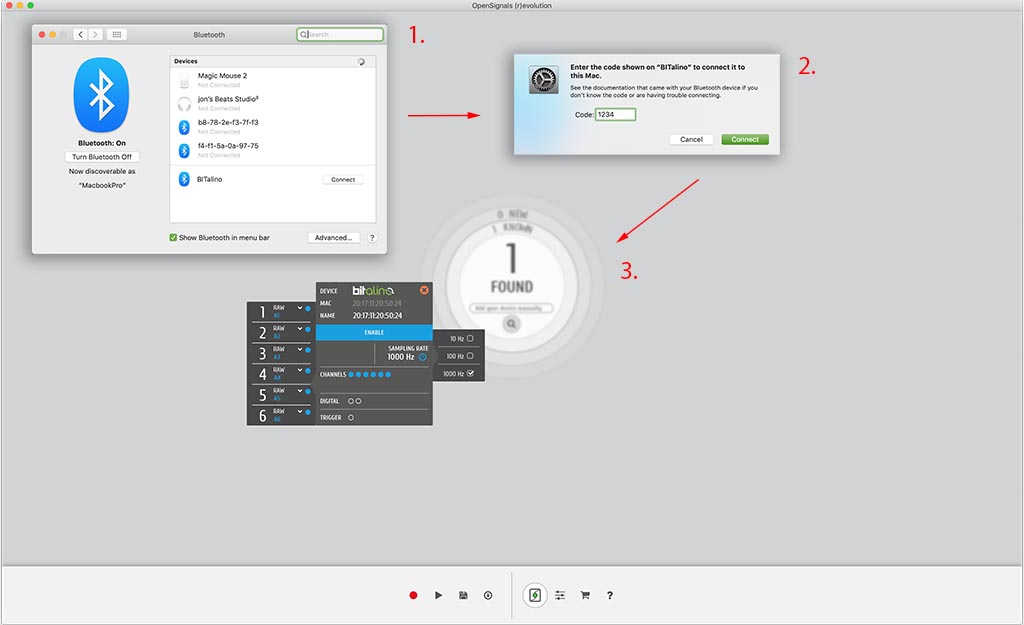 OpenSignals (r)evolution
1.
Bluetooth
Search
Devices
Magic Mouse 2
Not Connected
jon's Beats Studio³
Not Connected
b8-78-2e-f3-7f-f3
Not Connected
f4-f1-5a-0a-97-75
Not Connected
BITalino
Connect
Bluetooth: On
Turn Bluetooth Off
Now discoverable as
“MacbookPro”
Show Bluetooth in menu bar
Advanced...
?
2.
Enter the code shown on “BITalino” to connect it to
this Mac.
See the documentation that came with your Bluetooth device if you
don't know the code or are having trouble connecting.
Code: 1234
Cancel
Connect
3.
0 NEW
1 KNOWN
1
FOUND
Add your device manually
DEVICE bitalino
MAC 20:17:11:20:50:24
NAME 20:17:11:20:50:24
ENABLE
SAMPLING RATE
1000 Hz
CHANNELS
DIGITAL
TRIGGER
1 RAW
A1
2 RAW
A2
3 RAW
A3
4 RAW
A4
5 RAW
A5
6 RAW
A6
10 Hz
100 Hz
1000 Hz
?